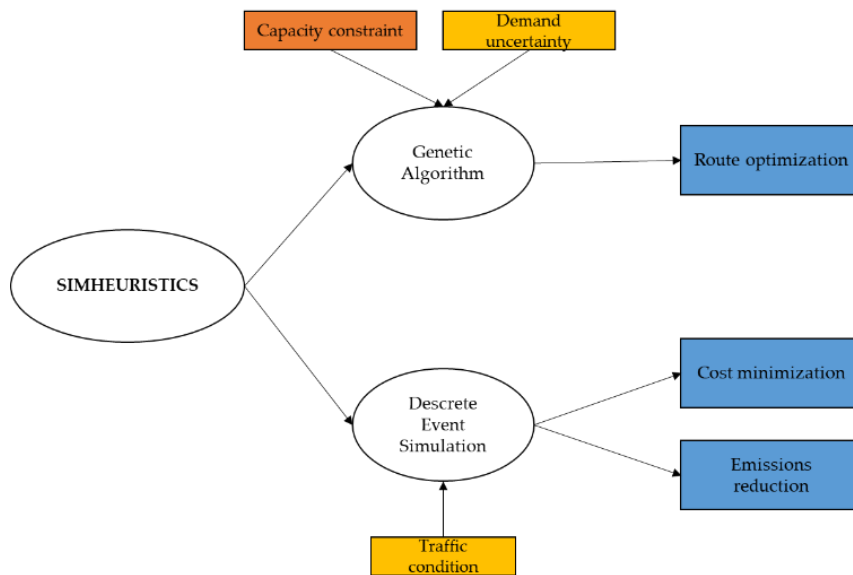 Capacity constraint
Demand
uncertainty
Genetic
Algorithm
Route optimization
SIMHEURISTICS
Cost minimization
Descrete
Event
Simulation
Emissions
reduction
Traffic
condition